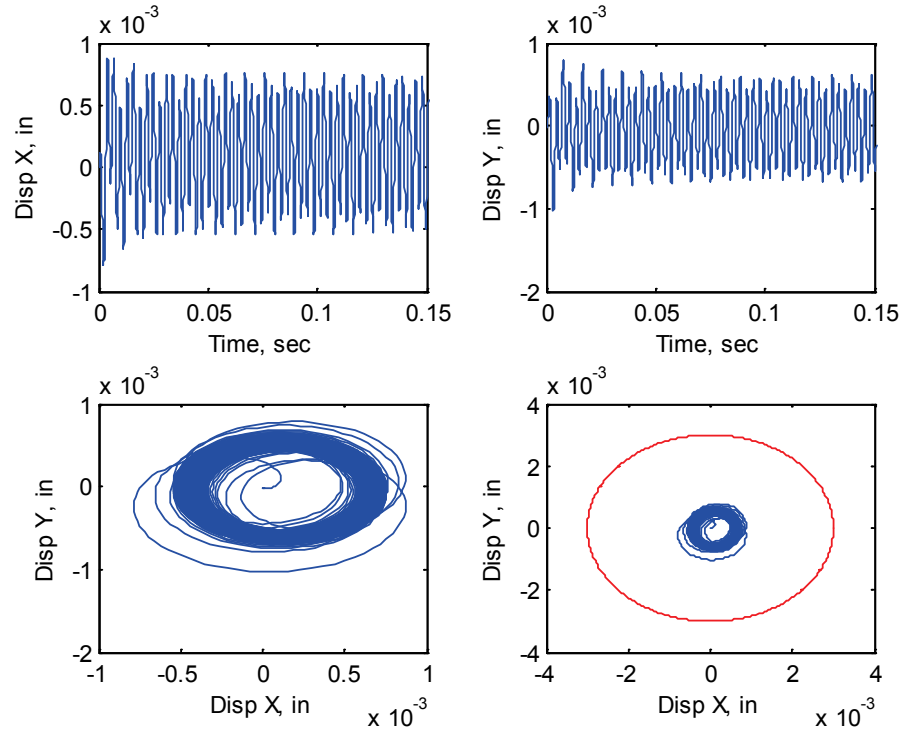 x 10-3
1
0.5
0
-0.5
-1
0 0.05 0.1 0.15
Disp X, in
Time, sec
x 10-3
1
0
-1
-2
0 0.05 0.1 0.15
Disp Y, in
Time, sec
x 10-3
1
0
-1
-2
-1 -0.5 0 0.5 1
Disp Y, in
Disp X, in
x 10-3
x 10-3
4
2
0
-2
-4
-4 -2 0 2 4
Disp Y, in
Disp X, in
x 10-3